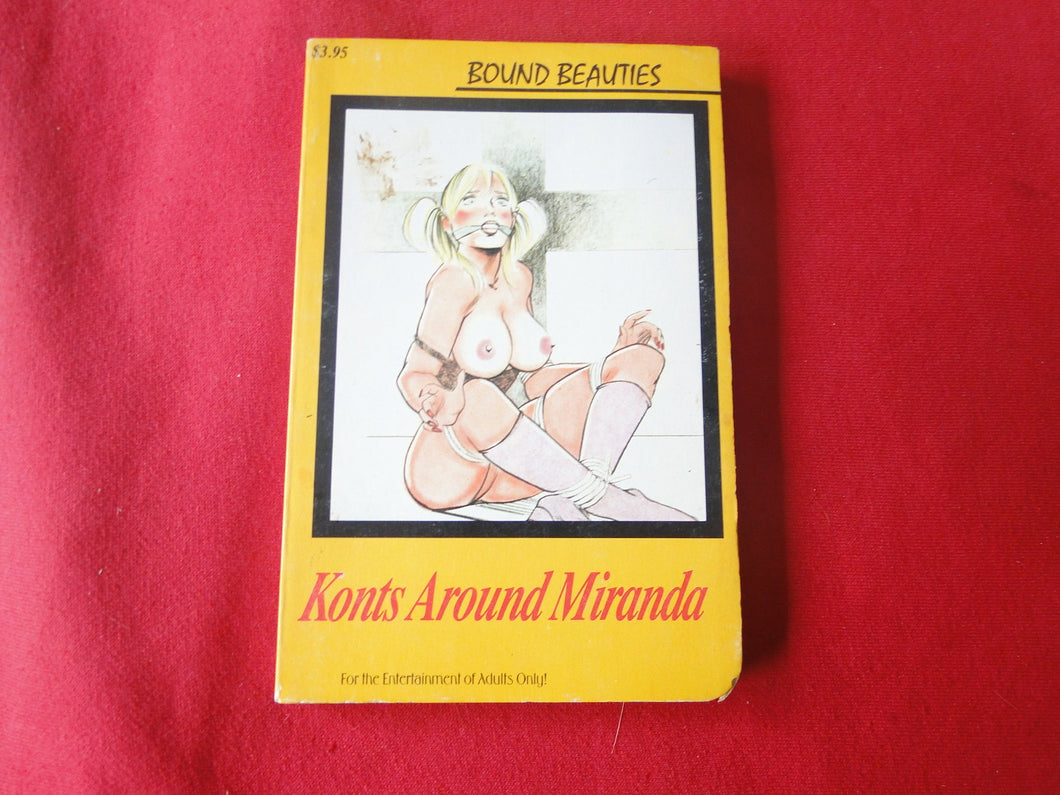 $3.95
BOUND BEAUTIES
Konts Around Miranda
For the Entertainment of Adults Only!